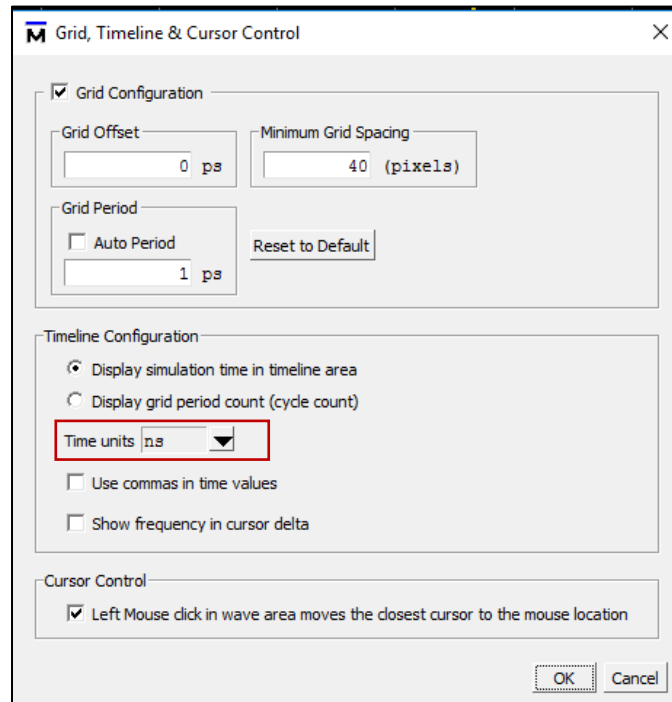 M Grid, Timeline & Cursor Control
Grid Configuration
Grid Offset
0 ps
Minimum Grid Spacing
40 (pixels)
Grid Period
Auto Period
1 ps
Reset to Default
Timeline Configuration
Display simulation time in timeline area
Display grid period count (cycle count)
Time units ns
Use commas in time values
Show frequency in cursor delta
Cursor Control
Left Mouse click in wave area moves the closest cursor to the mouse location
OK Cancel